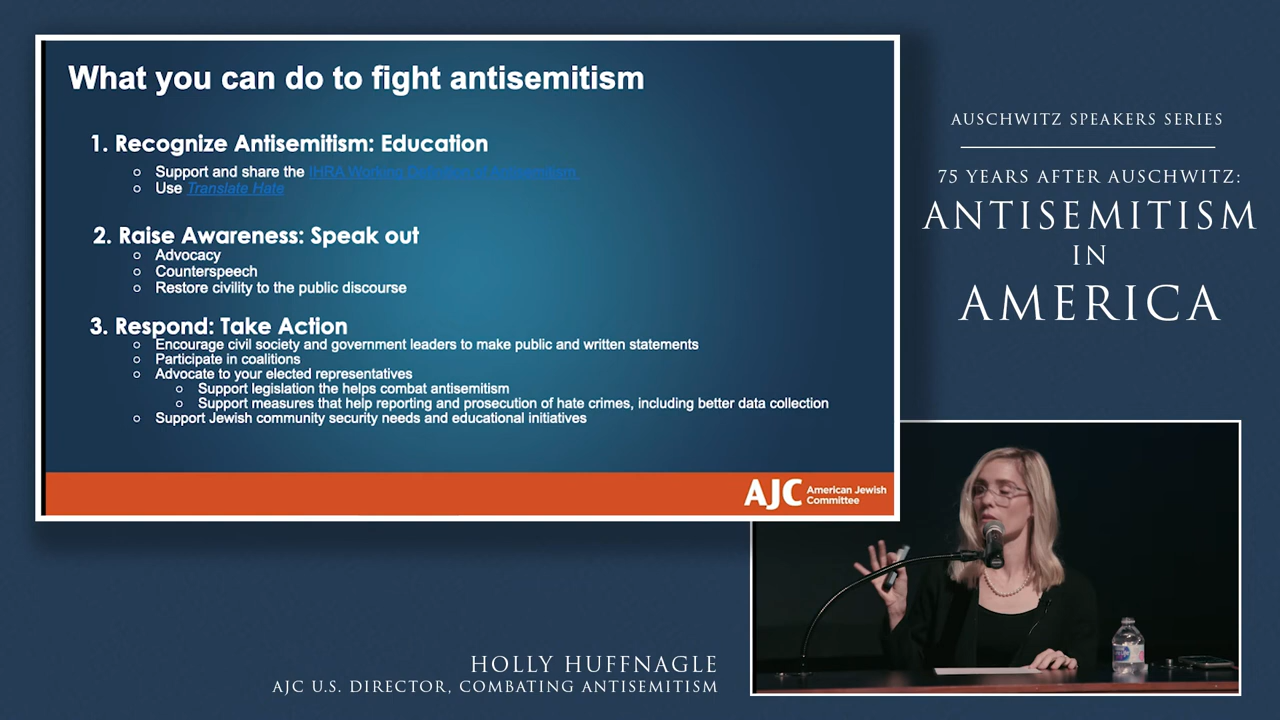 What you can do to fight antisemitism
1. Recognize Antisemitism: Education
Support and share the IHRA Working Definition of Antisemitism
Use Translate Hate
2. Raise Awareness: Speak out
Advocacy
Counterspeech
Restore civility to the public discourse
3. Respond: Take Action
Encourage civil society and government leaders to make public and written statements
Participate in coalitions
Advocate to your elected representatives
Support legislation the helps combat antisemitism
Support measures that help reporting and prosecution of hate crimes, including better data collection
Support Jewish community security needs and educational initiatives
AJC American Jewish
Committee
AUSCHWITZ SPEAKERS SERIES
75 YEARS AFTER AUSCHWITZ:
ANTISEMITISM
IN
AMERICA
HOLLY HUFFNAGLE
AJC U.S. DIRECTOR, COMBATING ANTISEMITISM